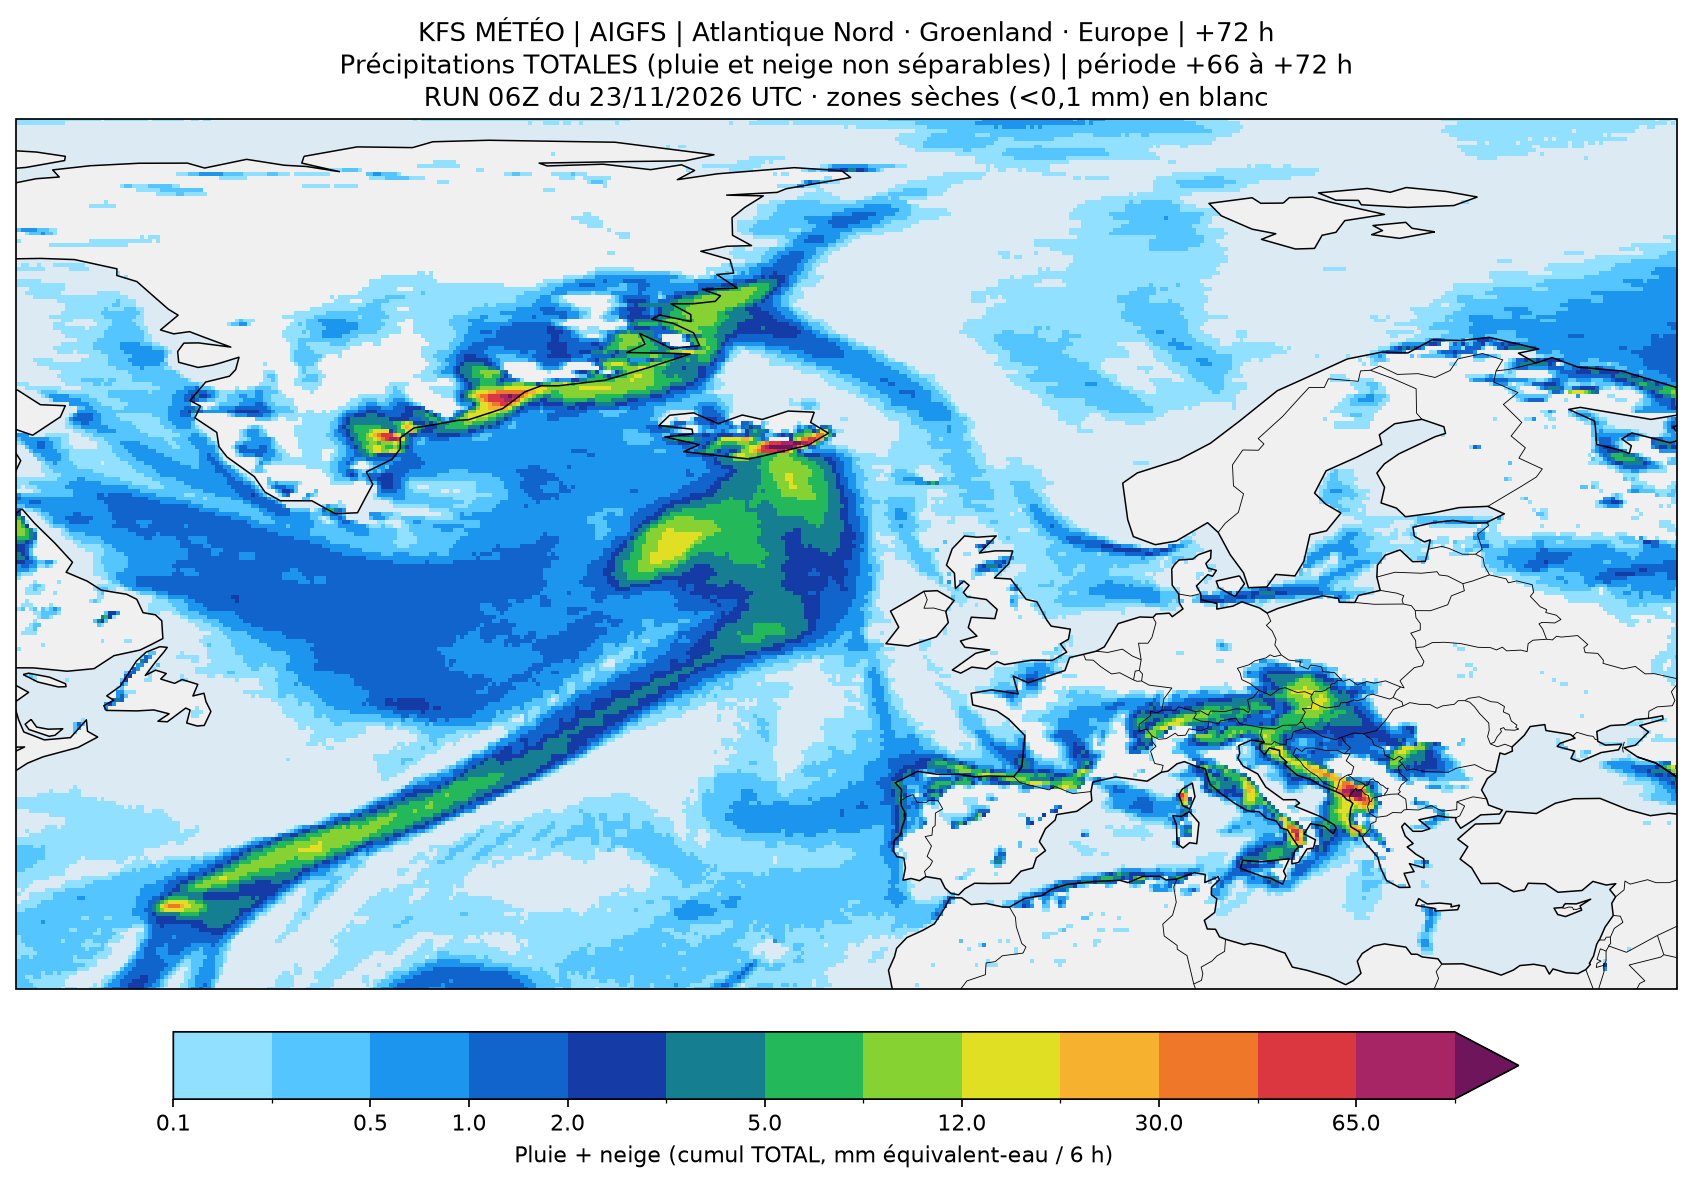 KFS MÉTÉO | AIGFS | Atlantique Nord · Groenland · Europe | +72 h
Précipitations TOTALES (pluie et neige non séparables) | période +66 à +72 h
RUN 06Z du 23/11/2026 UTC · zones sèches (<0,1 mm) en blanc
0.1 0.5 1.0 2.0 5.0 12.0 30.0 65.0
Pluie + neige (cumul TOTAL, mm équivalent-eau / 6 h)